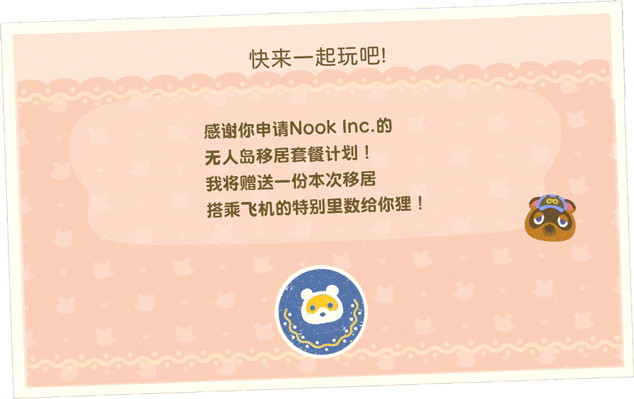 快来一起玩吧!
感谢你申请Nook Inc.的
无人岛移居套餐计划！
我将赠送一份本次移居
搭乘飞机的特别里数给你狸！